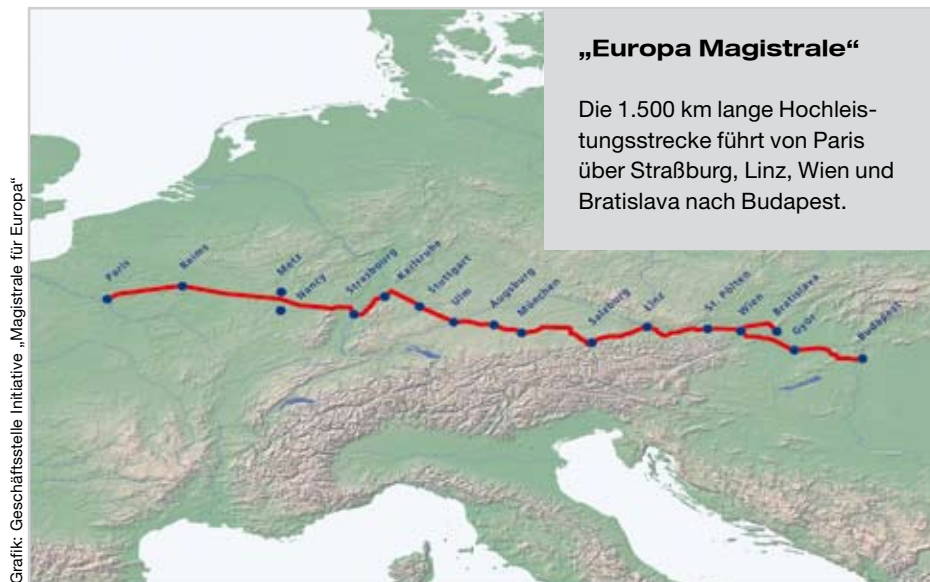 „Europa Magistrale“
Die 1.500 km lange Hochleis-
tungsstrecke führt von Paris
über Straßburg, Linz, Wien und
Bratislava nach Budapest.
Paris
Reims
Metz
Nancy
Strasbourg
Karlsruhe
Stuttgart
Ulm
Augsburg
München
Salzburg
Linz
St. Pölten
Wien
Bratislava
Györ
Budapest
Grafik: Geschäftsstelle Initiative „Magistrale für Europa“